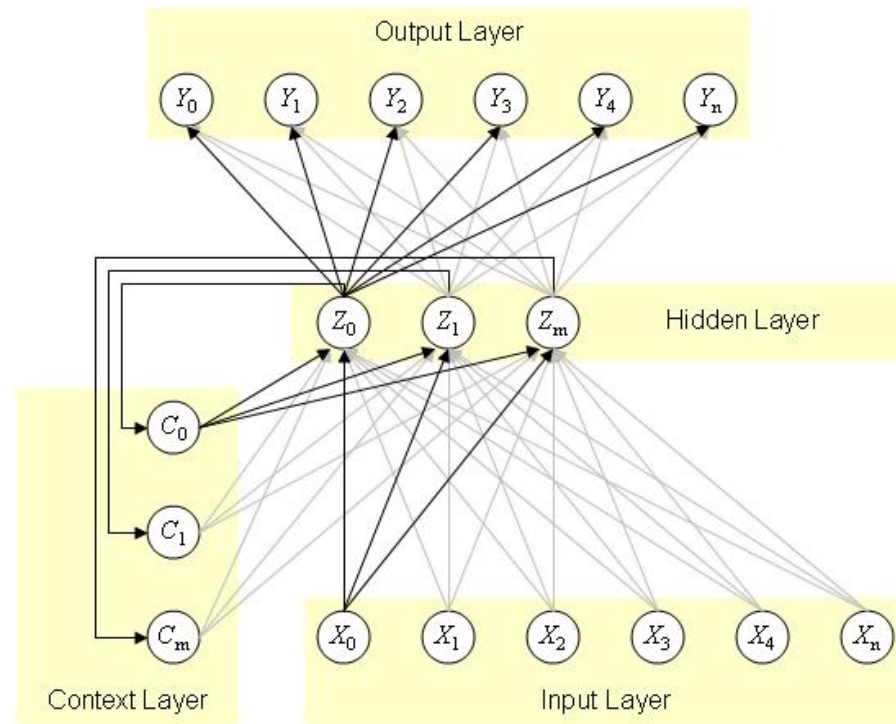 Output Layer
Y0 Y1 Y2 Y3 Y4 Yn
Z0 Z1 Zm Hidden Layer
C0
C1
Cm
X0 X1 X2 X3 X4 Xn
Context Layer Input Layer